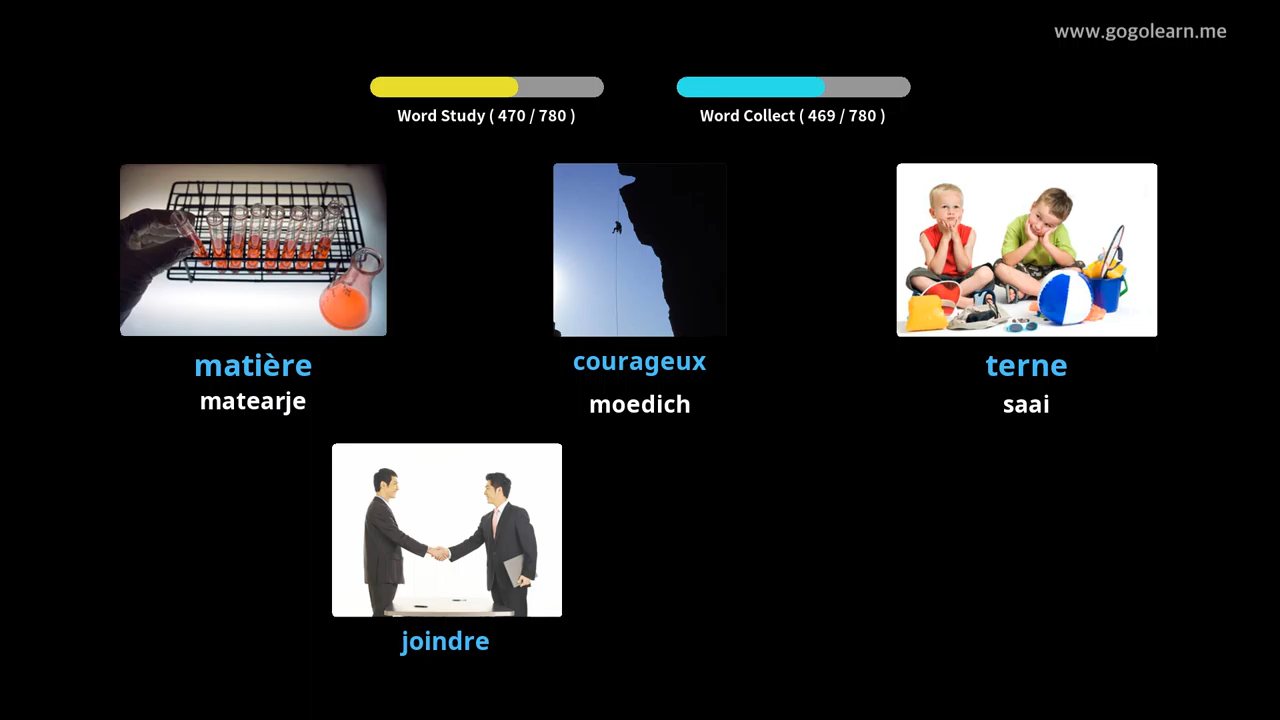 www.gogolearn.me
Word Study ( 470 / 780 )
Word Collect ( 469 / 780 )
matière
matearje
courageux
moedich
terne
saai
joindre